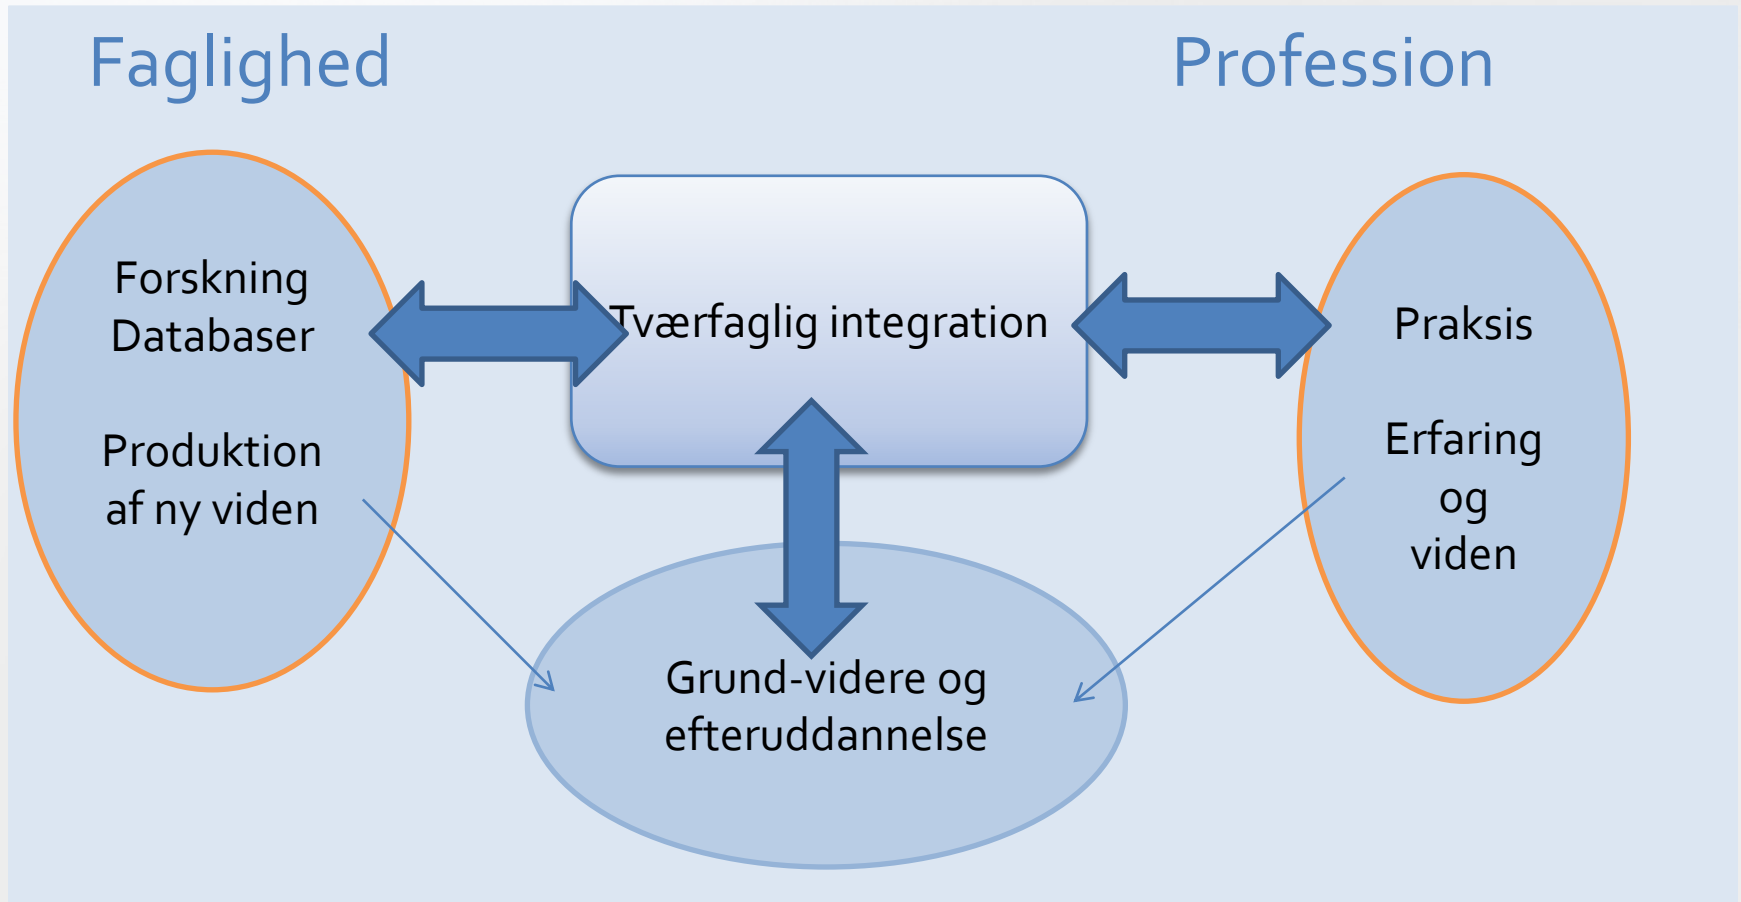 Faglighed
Profession
Forskning
Databaser
Produktion
af ny viden
Tværfaglig integration
Praksis
Erfaring
og
viden
Grund-videre og
efteruddannelse